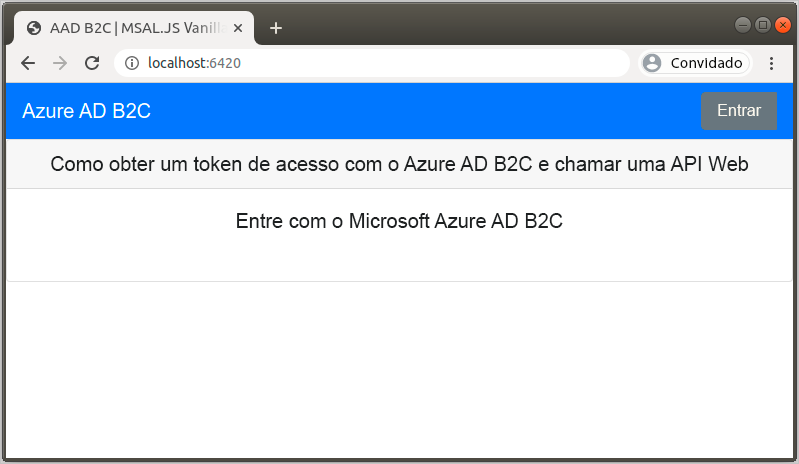 AAD B2C | MSAL.JS Vanill
localhost:6420
Convidado
Azure AD B2C
Entrar
Como obter um token de acesso com o Azure AD B2C e chamar uma API Web
Entre com o Microsoft Azure AD B2C